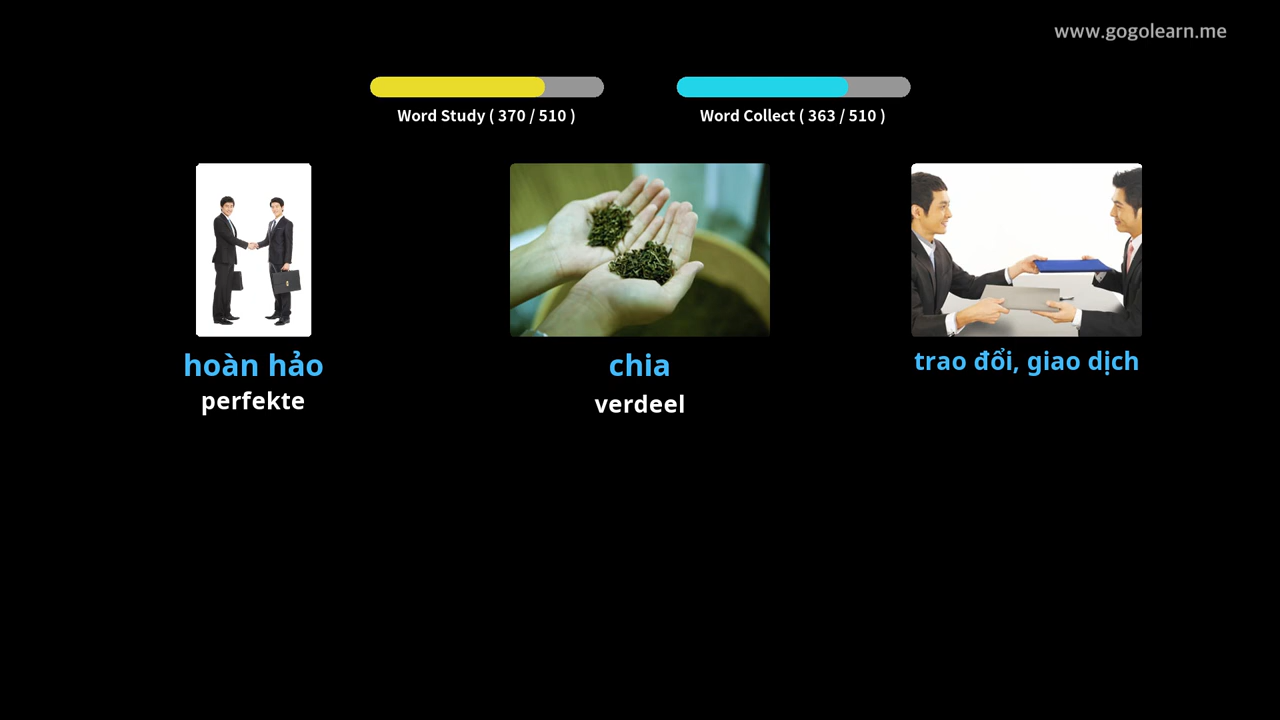 www.gogolearn.me
Word Study ( 370 / 510 )
Word Collect ( 363 / 510 )
hoàn hảo
perfekte
chia
verdeel
trao đổi, giao dịch